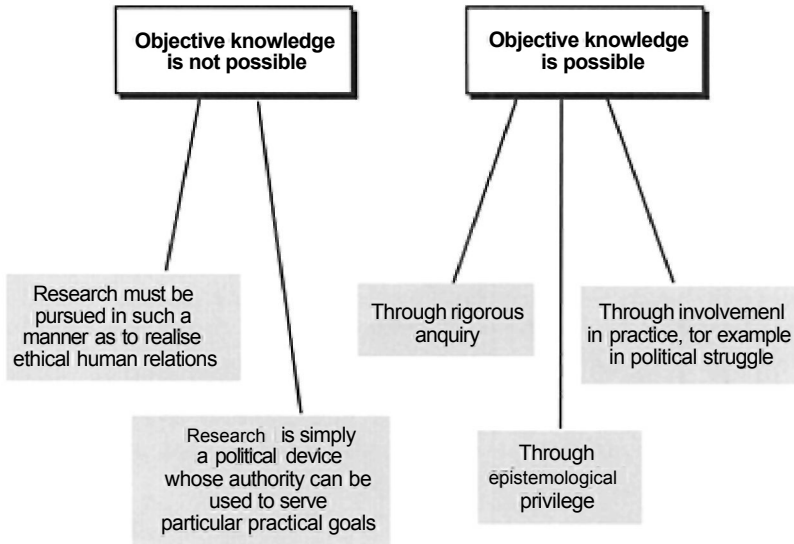 Objective knowledge
is not possible
Objective knowledge
is possible
Research must be
pursued in such a
manner as to realise
ethical human relations
Through rigorous
anquiry
Through involvemenl
in practice, tor example
in political struggle
Research is simply
a political device
whose authority can be
used to serve
particular practical goals
Through
epistemological
privilege